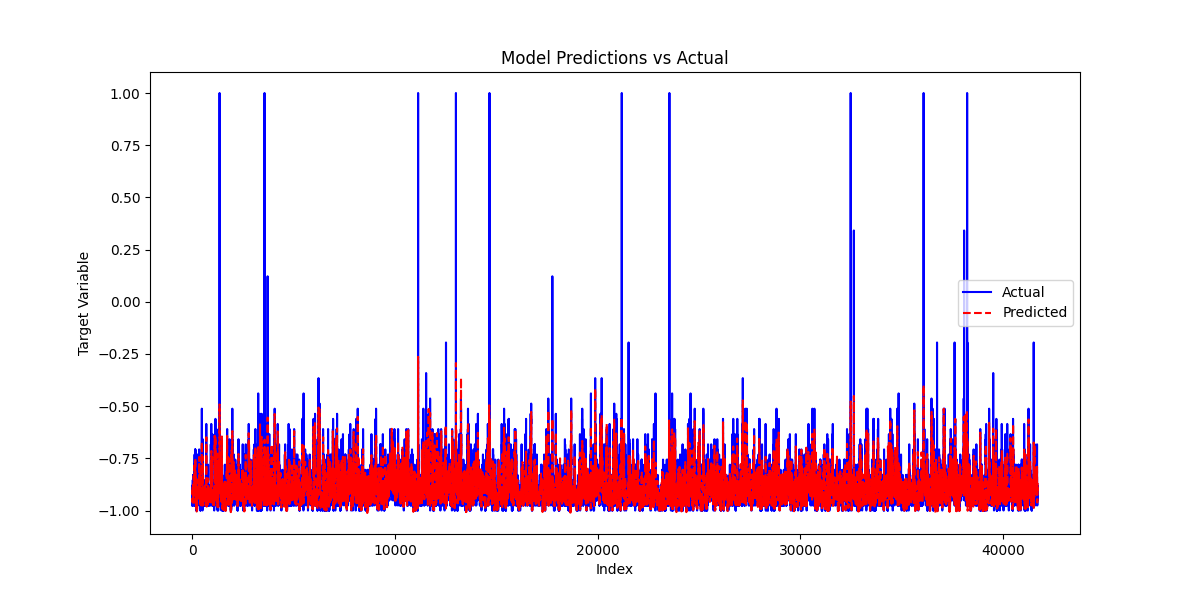 Model Predictions vs Actual
1.00
0.75
0.50
0.25
0.00
−0.25
−0.50
−0.75
−1.00
Target Variable
Actual
Predicted
0
10000
20000
30000
40000
Index